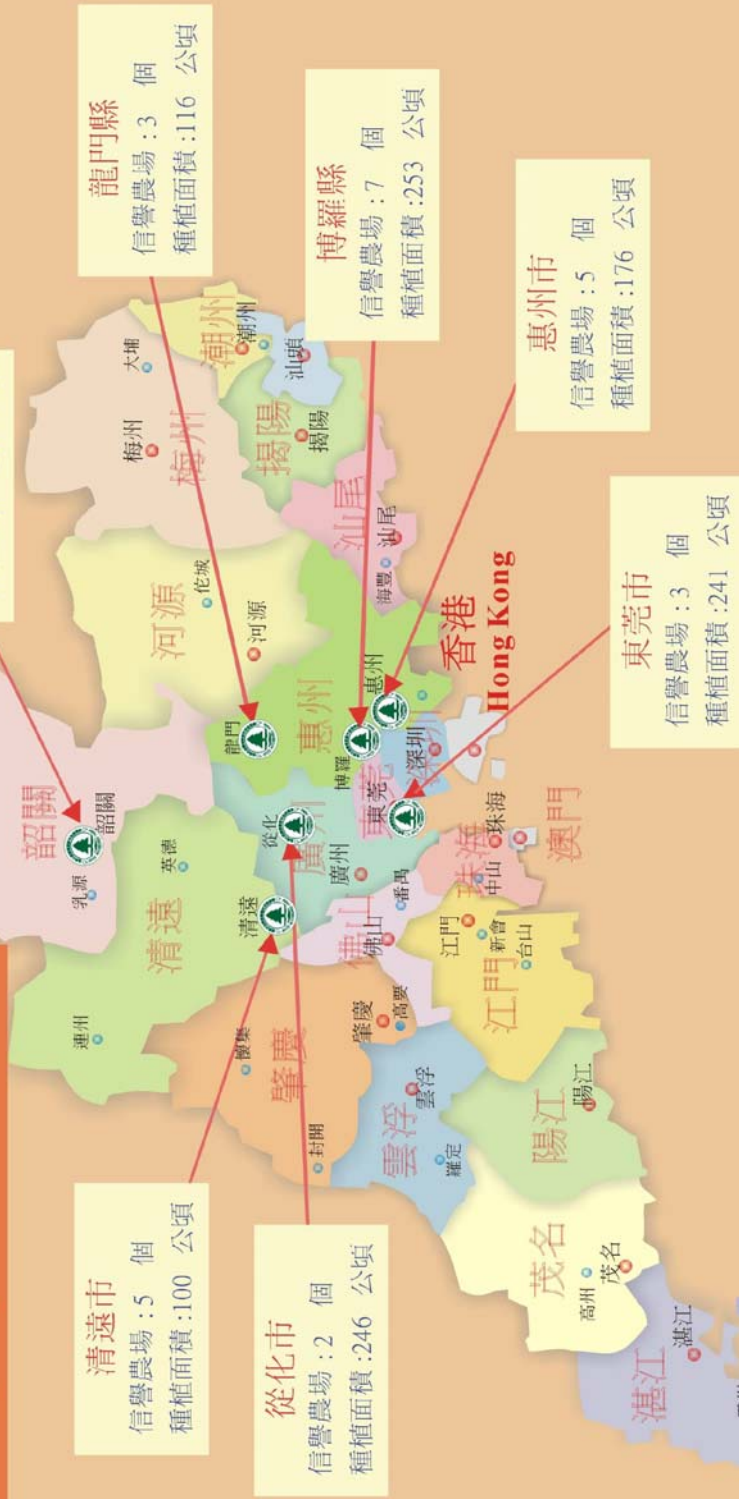 龍門縣
信譽農場:3 個
種植面積:116 公頃
博羅縣
信譽農場:7 個
種植面積:253 公頃
惠州市
信譽農場:5 個
種植面積:176 公頃
東莞市
信譽農場:3 個
種植面積:241 公頃
清遠市
信譽農場:5 個
種植面積:100 公頃
從化市
信譽農場:2 個
種植面積:246 公頃
韶關
韶關
乳源
清遠
連州
英德
清遠
河源
佗城
河源
梅州
大埔
梅州
潮州
潮州
汕頭
揭陽
揭陽
汕尾
海豐
汕尾
惠州
龍門
博羅
惠州
廣州
從化
廣州
番禺
東莞
東莞
深圳
香港
Hong Kong
澳門
珠海
珠海
中山
佛山
佛山
江門
江門
新會
台山
肇慶
懷集
封開
肇慶
高要
雲浮
雲浮
羅定
陽江
陽江
茂名
高州
茂名
湛江
湛江